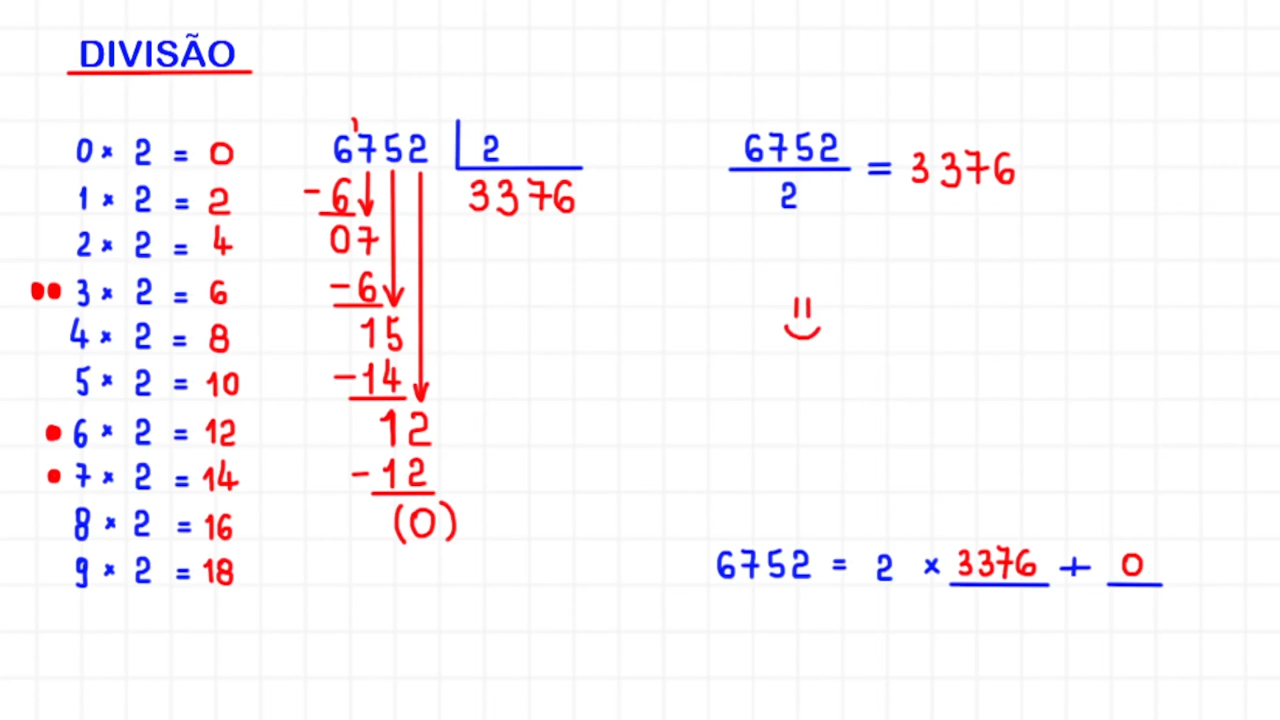 DIVISÃO
0 × 2 = 0
1 × 2 = 2
2 × 2 = 4
3 × 2 = 6
4 × 2 = 8
5 × 2 = 10
6 × 2 = 12
7 × 2 = 14
8 × 2 = 16
9 × 2 = 18
6752 2
-6 3376
07
-6
15
-14
12
-12
(0)
6752
2
= 3376
6752 = 2 × 3376 + 0